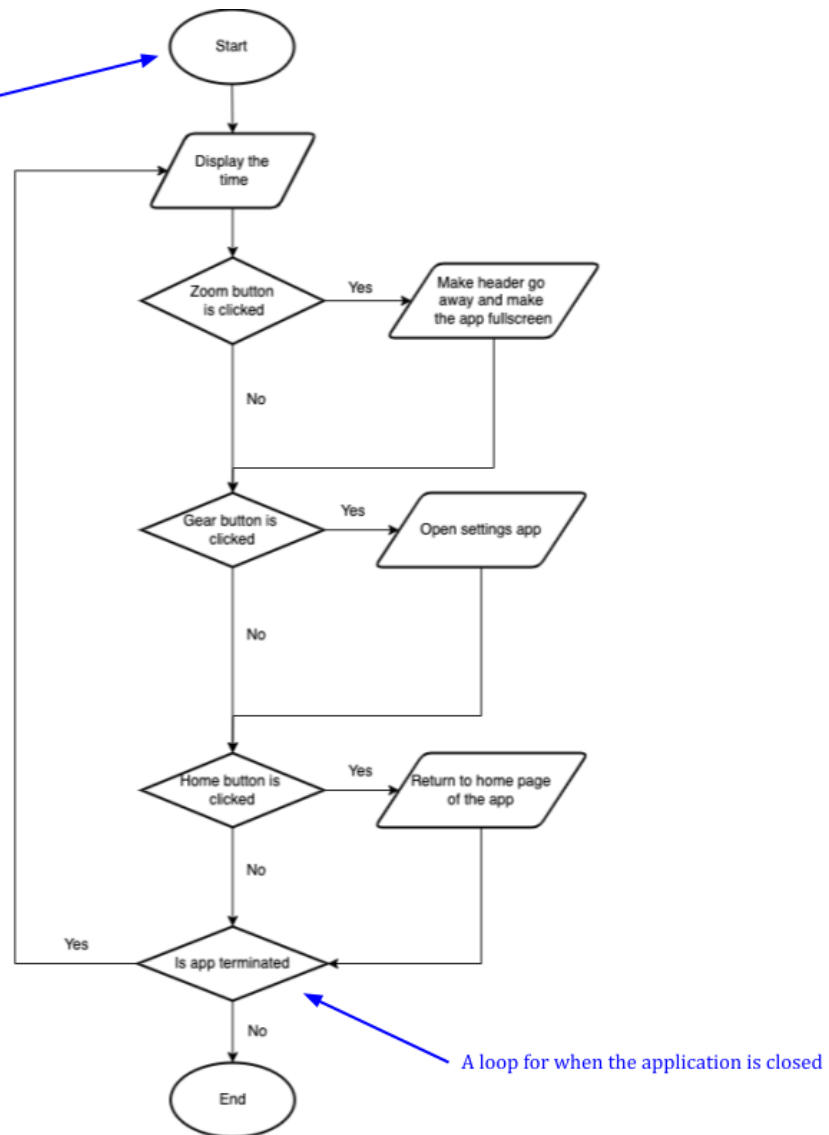 Start
Display the
time
Zoom button
is clicked
Yes
Make header go
away and make
the app fullscreen
No
Gear button is
clicked
Yes
Open settings app
No
Home button is
clicked
Yes
Return to home page
of the app
No
Yes
Is app terminated
No
A loop for when the application is closed
End